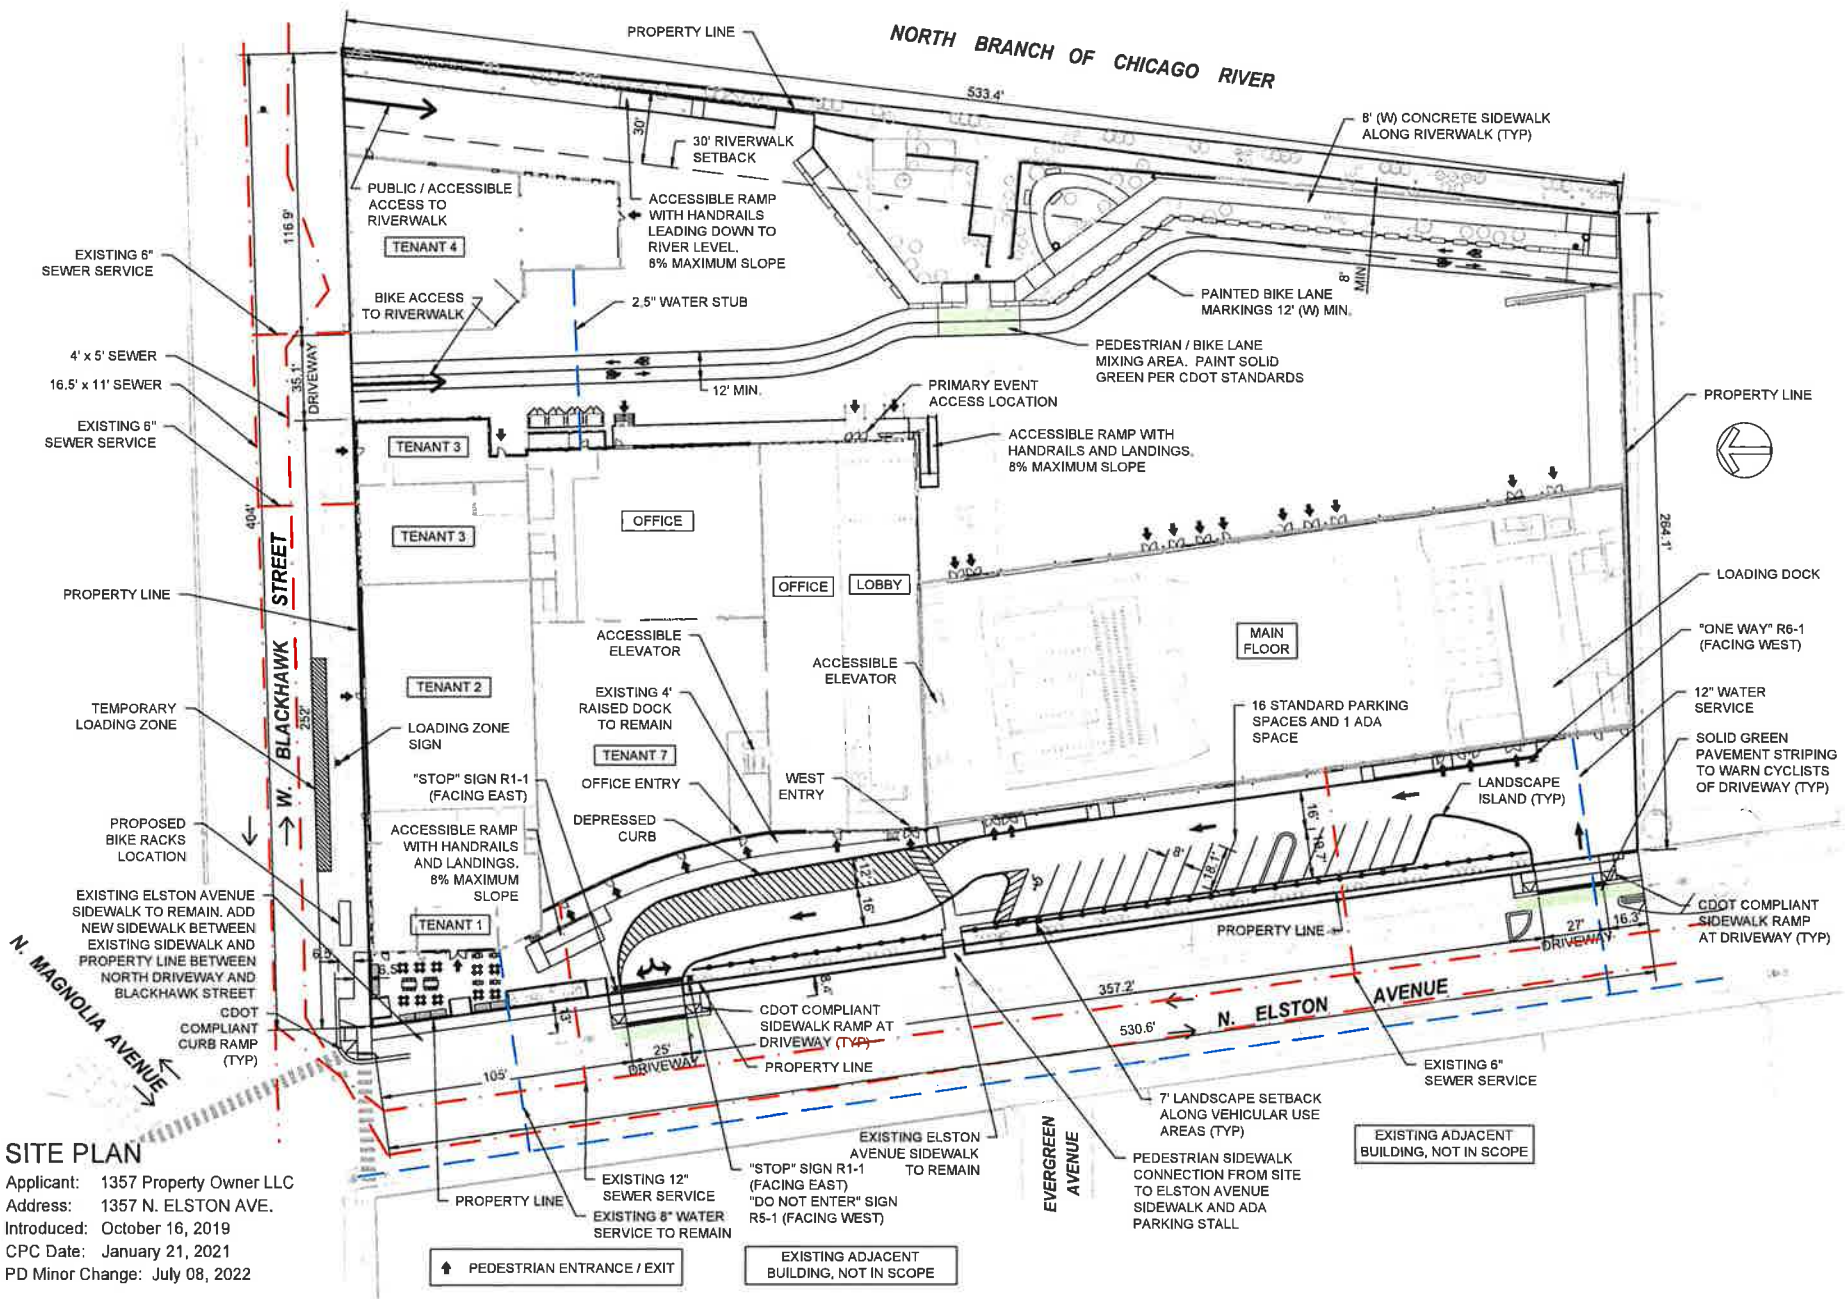 NORTH BRANCH OF CHICAGO RIVER
PROPERTY LINE
533.4'
8' (W) CONCRETE SIDEWALK
ALONG RIVERWALK (TYP)
30'
30' RIVERWALK
SETBACK
PUBLIC / ACCESSIBLE
ACCESS TO
RIVERWALK
ACCESSIBLE RAMP
WITH HANDRAILS
LEADING DOWN TO
RIVER LEVEL.
8% MAXIMUM SLOPE
116.9'
TENANT 4
EXISTING 6"
SEWER SERVICE
BIKE ACCESS
TO RIVERWALK
2.5" WATER STUB
8'
MIN
PAINTED BIKE LANE
MARKINGS 12' (W) MIN.
4' x 5' SEWER
35.1'
DRIVEWAY
PEDESTRIAN / BIKE LANE
MIXING AREA. PAINT SOLID
GREEN PER CDOT STANDARDS
16.5' x 11' SEWER
12' MIN.
PRIMARY EVENT
ACCESS LOCATION
PROPERTY LINE
EXISTING 6"
SEWER SERVICE
TENANT 3
ACCESSIBLE RAMP WITH
HANDRAILS AND LANDINGS.
8% MAXIMUM SLOPE
404'
OFFICE
TENANT 3
264.1'
W. BLACKHAWK STREET
PROPERTY LINE
OFFICE
LOBBY
LOADING DOCK
ACCESSIBLE
ELEVATOR
MAIN
FLOOR
"ONE WAY" R6-1
(FACING WEST)
ACCESSIBLE
ELEVATOR
TENANT 2
EXISTING 4'
RAISED DOCK
TO REMAIN
12" WATER
SERVICE
TEMPORARY
LOADING ZONE
252'
LOADING ZONE
SIGN
16 STANDARD PARKING
SPACES AND 1 ADA
SPACE
SOLID GREEN
PAVEMENT STRIPING
TO WARN CYCLISTS
OF DRIVEWAY (TYP)
TENANT 7
"STOP" SIGN R1-1
(FACING EAST)
OFFICE ENTRY
WEST
ENTRY
LANDSCAPE
ISLAND (TYP)
PROPOSED
BIKE RACKS
LOCATION
ACCESSIBLE RAMP
WITH HANDRAILS
AND LANDINGS.
8% MAXIMUM
SLOPE
DEPRESSED
CURB
16'
19.7'
8'
18.1'
12'
16'
EXISTING ELSTON AVENUE
SIDEWALK TO REMAIN. ADD
NEW SIDEWALK BETWEEN
EXISTING SIDEWALK AND
PROPERTY LINE BETWEEN
NORTH DRIVEWAY AND
BLACKHAWK STREET
TENANT 1
CDOT COMPLIANT
SIDEWALK RAMP
AT DRIVEWAY (TYP)
PROPERTY LINE
27'
DRIVEWAY
16.3'
6.5'
6.5'
N. MAGNOLIA AVENUE
CDOT
COMPLIANT
CURB RAMP
(TYP)
13'
8.4'
CDOT COMPLIANT
SIDEWALK RAMP AT
DRIVEWAY (TYP)
357.2'
530.6'
N. ELSTON AVENUE
25'
DRIVEWAY
105'
PROPERTY LINE
EXISTING 6"
SEWER SERVICE
7' LANDSCAPE SETBACK
ALONG VEHICULAR USE
AREAS (TYP)
EVERGREEN
AVENUE
EXISTING ELSTON
AVENUE SIDEWALK
TO REMAIN
EXISTING ADJACENT
BUILDING, NOT IN SCOPE
PEDESTRIAN SIDEWALK
CONNECTION FROM SITE
TO ELSTON AVENUE
SIDEWALK AND ADA
PARKING STALL
"STOP" SIGN R1-1
(FACING EAST)
"DO NOT ENTER" SIGN
R5-1 (FACING WEST)
EXISTING 12"
SEWER SERVICE
PROPERTY LINE
EXISTING 8" WATER
SERVICE TO REMAIN
PEDESTRIAN ENTRANCE / EXIT
EXISTING ADJACENT
BUILDING, NOT IN SCOPE
SITE PLAN
Applicant: 1357 Property Owner LLC
Address: 1357 N. ELSTON AVE.
Introduced: October 16, 2019
CPC Date: January 21, 2021
PD Minor Change: July 08, 2022